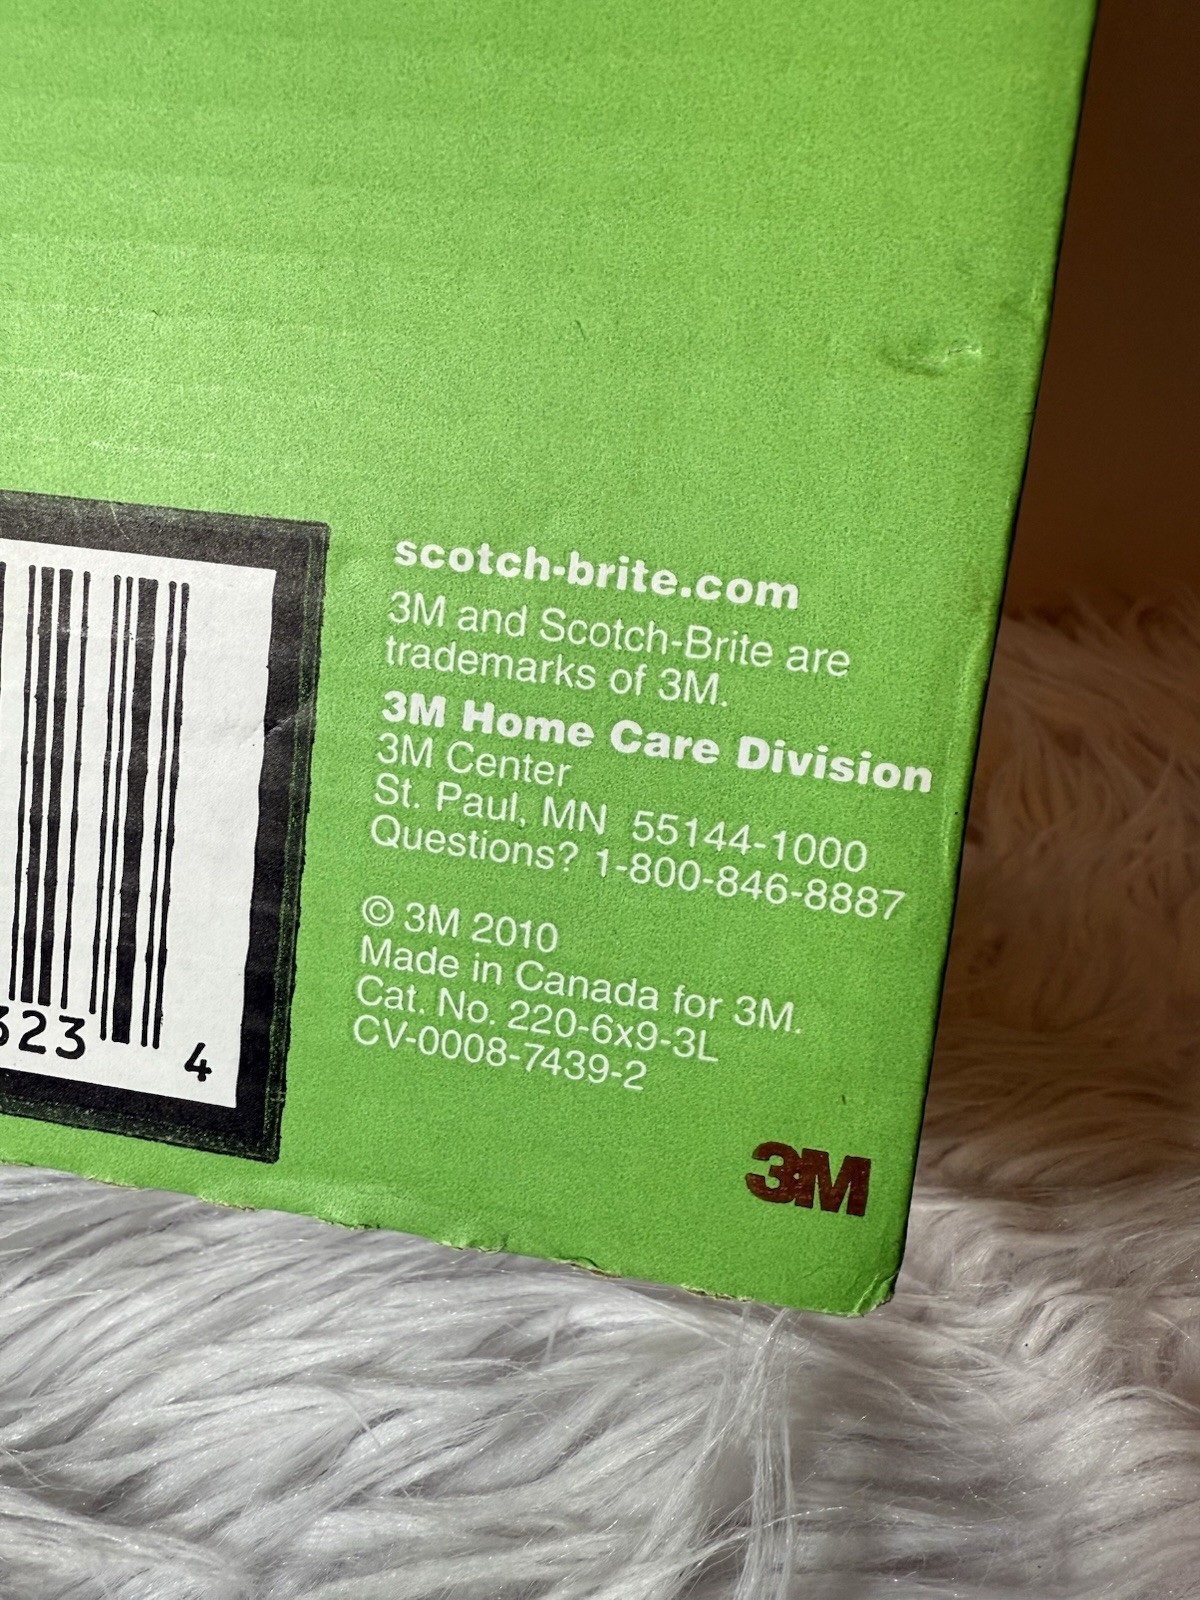 scotch-brite.com
3M and Scotch-Brite are
trademarks of 3M.
3M Home Care Division
3M Center
St. Paul, MN 55144-1000
Questions? 1-800-846-8887
© 3M 2010
Made in Canada for 3M.
Cat. No. 220-6x9-3L
CV-0008-7439-2
323 4
3M